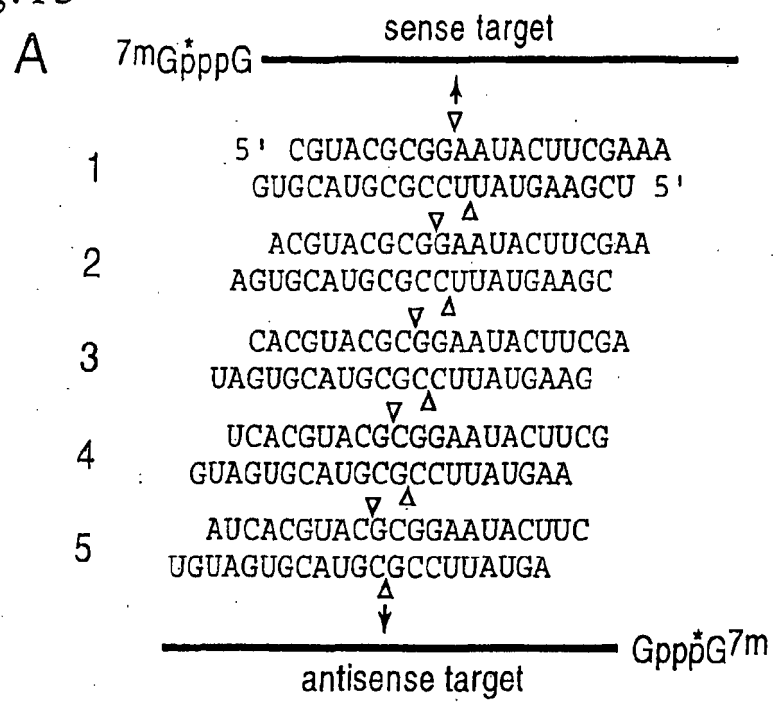 A
7mGpppG
*
sense target
1
5' CGUACGCGGAAUACUUCGAAA
GUGCAUGCGCCUUAUGAAGCU 5'
2
ACGUACGCGGAAUACUUCGAA
AGUGCAUGCGCCUUAUGAAGC
3
CACGUACGCGGAAUACUUCGA
UAGUGCAUGCGCCUUAUGAAG
4
UCACGUACGCGGAAUACUUCG
GUAGUGCAUGCGCCUUAUGAA
5
AUCACGUACGCGGAAUACUUC
UGUAGUGCAUGCGCCUUAUGA
*
GpppG7m
antisense target